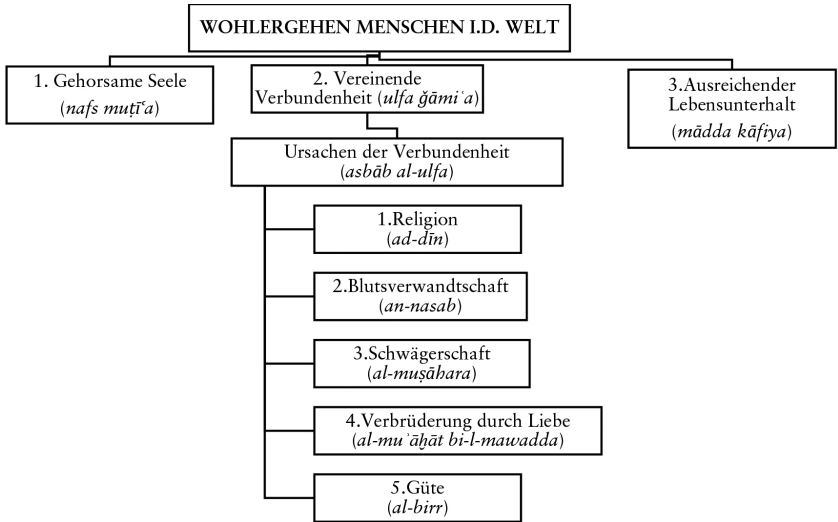 WOHLERGEHEN MENSCHEN I.D. WELT
1. Gehorsame Seele
(nafs muṭīʿa)
2. Vereinende
Verbundenheit (ulfa ǧāmiʿa)
3.Ausreichender
Lebensunterhalt
(mādda kāfiya)
Ursachen der Verbundenheit
(asbāb al-ulfa)
1.Religion
(ad-dīn)
2.Blutsverwandtschaft
(an-nasab)
3.Schwägerschaft
(al-muṣāhara)
4.Verbrüderung durch Liebe
(al-muʾāḫāt bi-l-mawadda)
5.Güte
(al-birr)